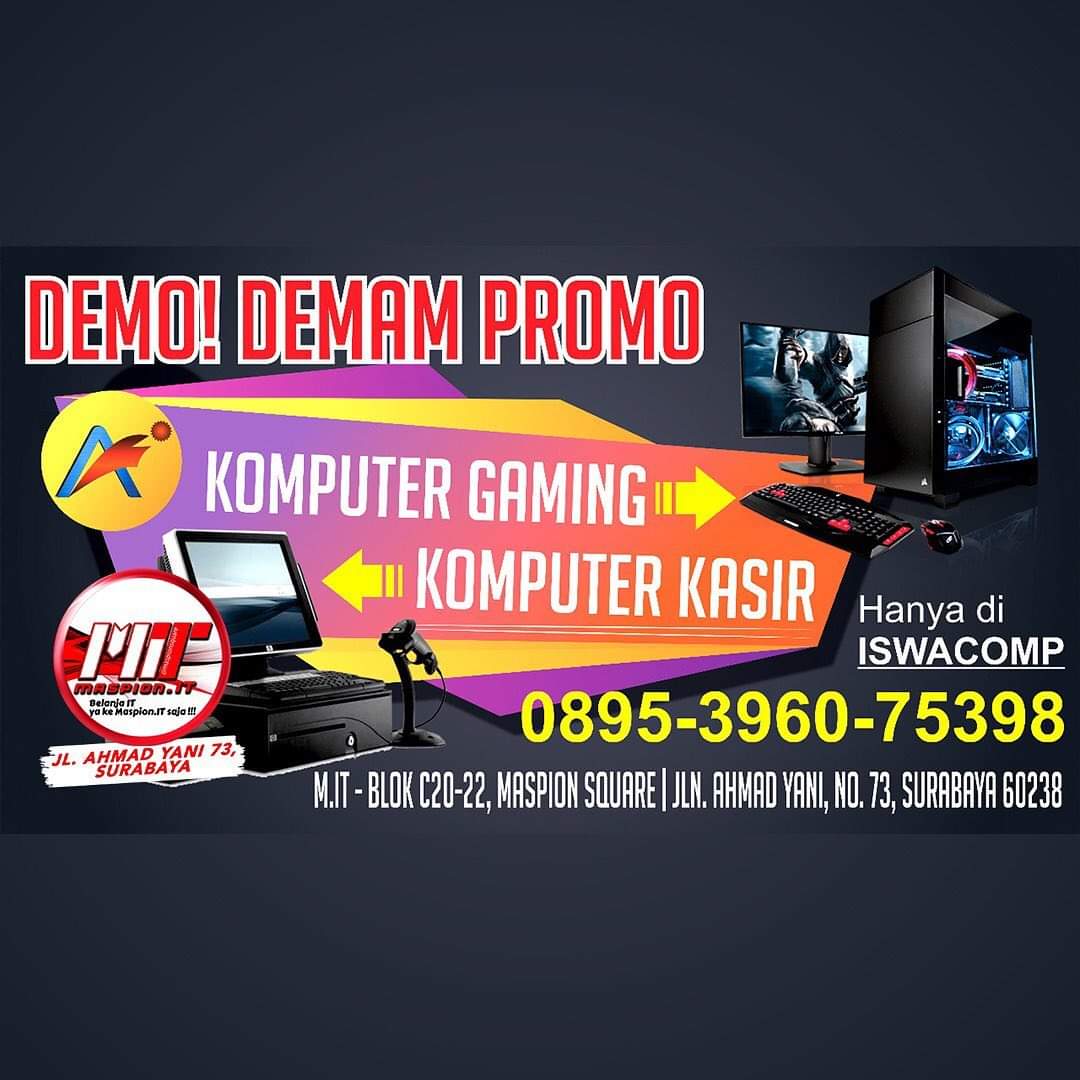 DEMO! DEMAM PROMO
KOMPUTER GAMING
KOMPUTER KASIR
Hanya di
ISWACOMP
0895-3960-75398
M.IT - BLOK C20-22, MASPION SQUARE | JLN. AHMAD YANI, NO. 73, SURABAYA 60238
MIT
MASPION.IT
Belanja IT
ya ke Maspion.IT saja !!!
JL. AHMAD YANI 73,
SURABAYA